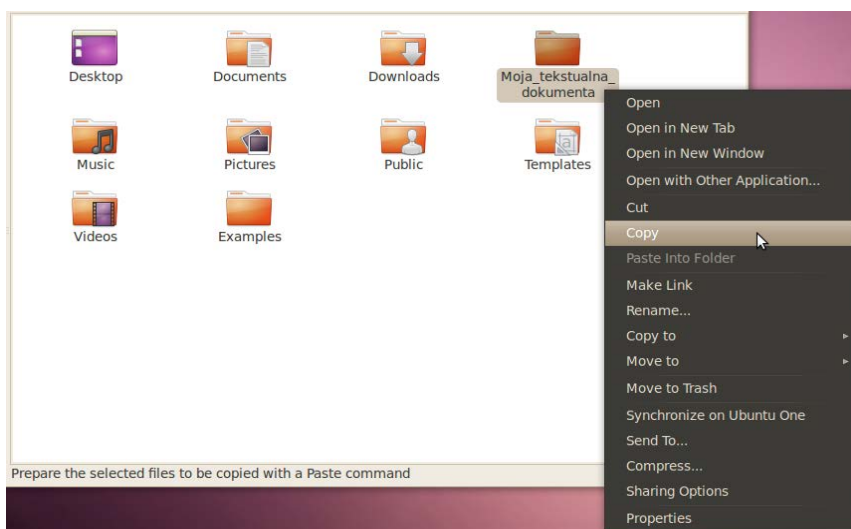 Desktop
Documents
Downloads
Moja_tekstualna_
dokumenta
Music
Pictures
Public
Templates
Videos
Examples
Open
Open in New Tab
Open in New Window
Open with Other Application...
Cut
Copy
Paste Into Folder
Make Link
Rename...
Copy to
Move to
Move to Trash
Synchronize on Ubuntu One
Send To...
Compress...
Sharing Options
Properties
Prepare the selected files to be copied with a Paste command